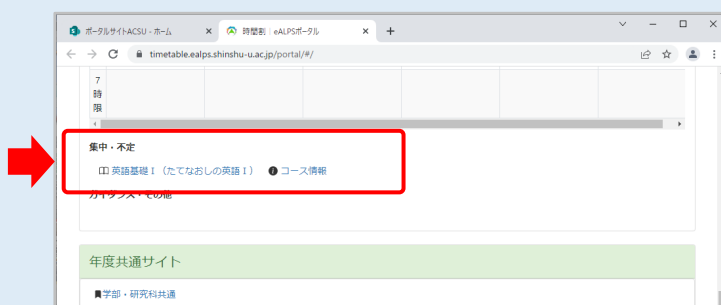 ポータルサイトACSU - ホーム
時間割 | eALPSポータル
timetable.ealps.shinshu-u.ac.jp/portal/#/
7
時
限
集中・不定
英語基礎Ⅰ（たてなおしの英語Ⅰ） コース情報
ガイダンス・その他
年度共通サイト
学部・研究科共通